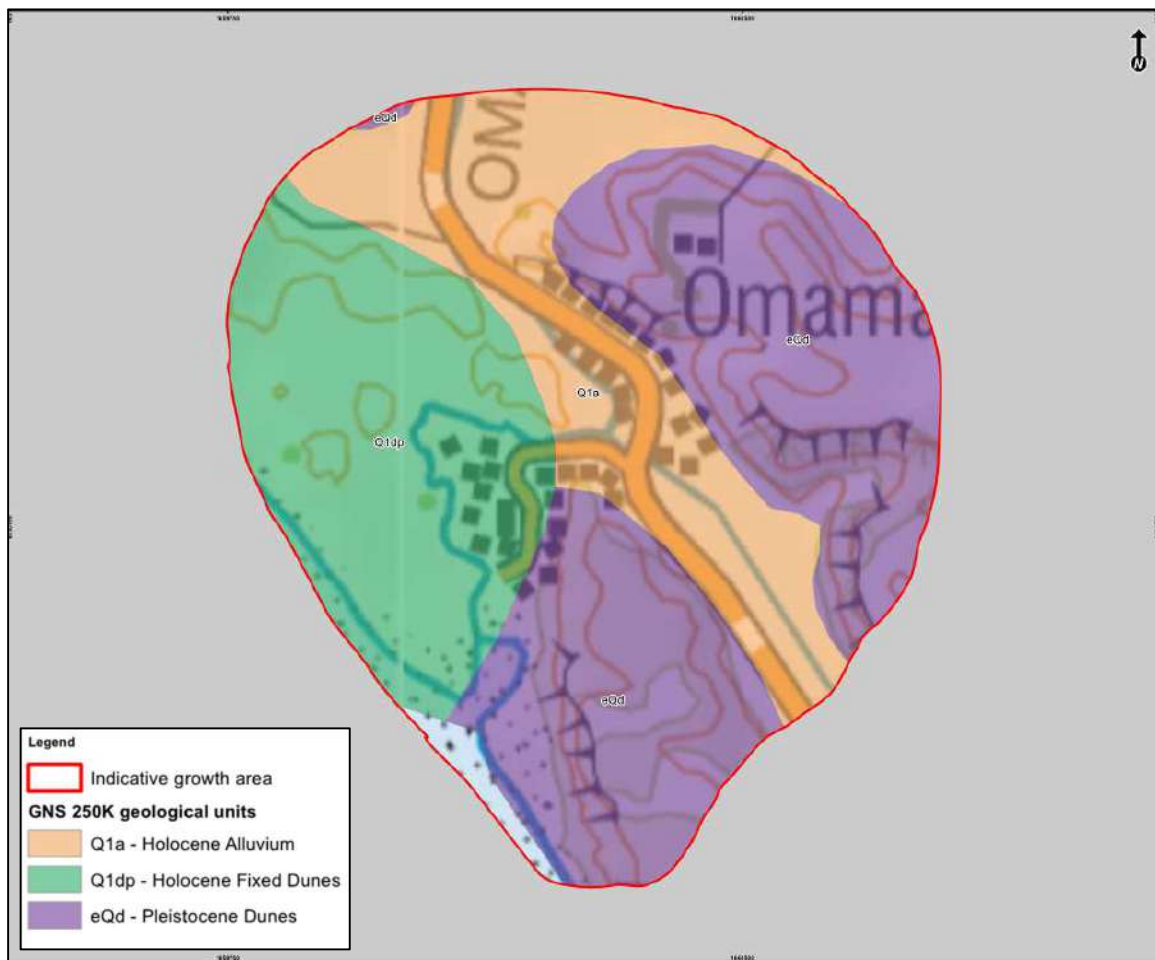 N
eQd
OMA
Omama
eQd
Q1a
Q1dp
eQd
Legend
Indicative growth area
GNS 250K geological units
Q1a - Holocene Alluvium
Q1dp - Holocene Fixed Dunes
eQd - Pleistocene Dunes